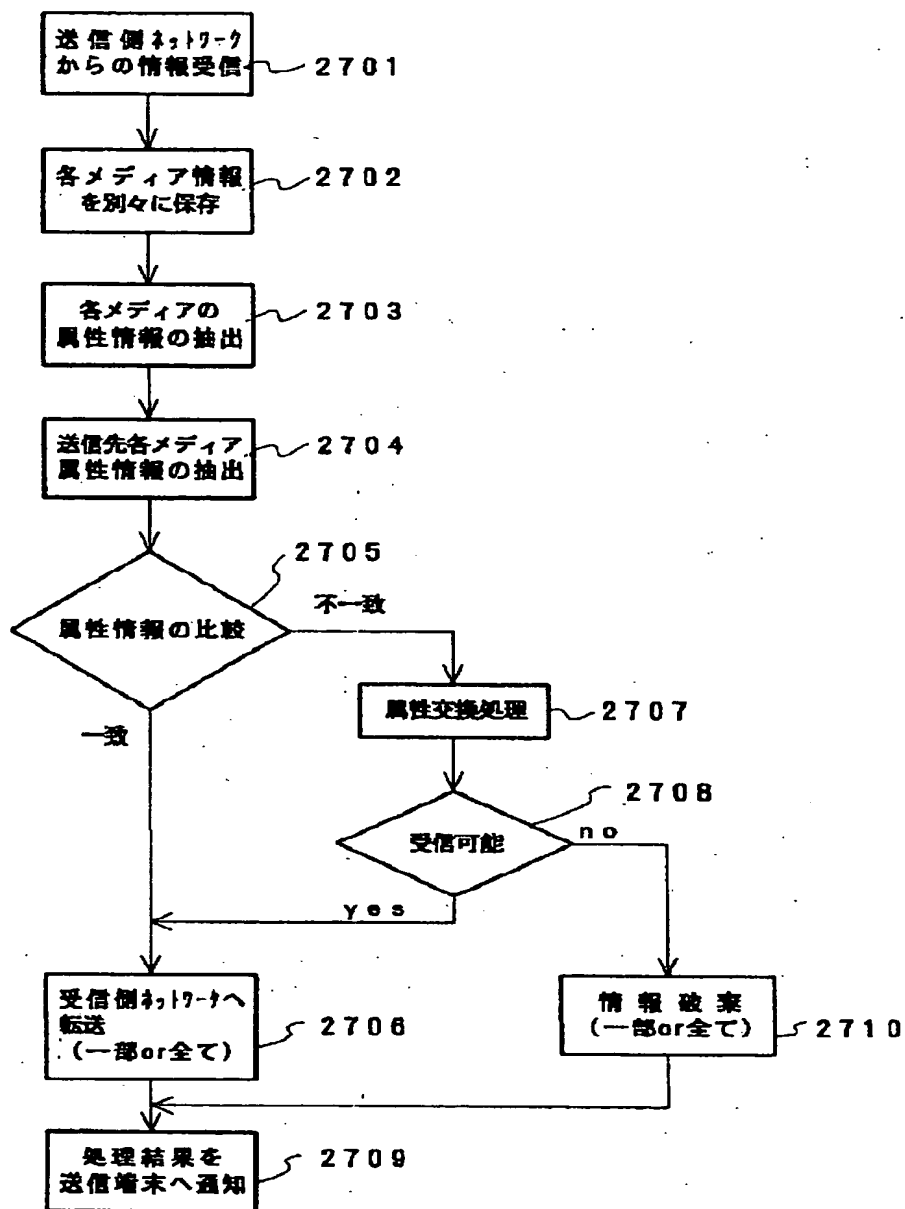 送信側ネットワーク
からの情報受信
2701
各メディア情報
を別々に保存
2702
各メディアの
属性情報の抽出
2703
送信先各メディア
属性情報の抽出
2704
2705
属性情報の比較
不一致
一致
属性交換処理
2707
2708
受信可能
no
yes
受信側ネットワークへ
転送
(一部or全て)
2706
情報破棄
(一部or全て)
2710
処理結果を
送信端末へ通知
2709